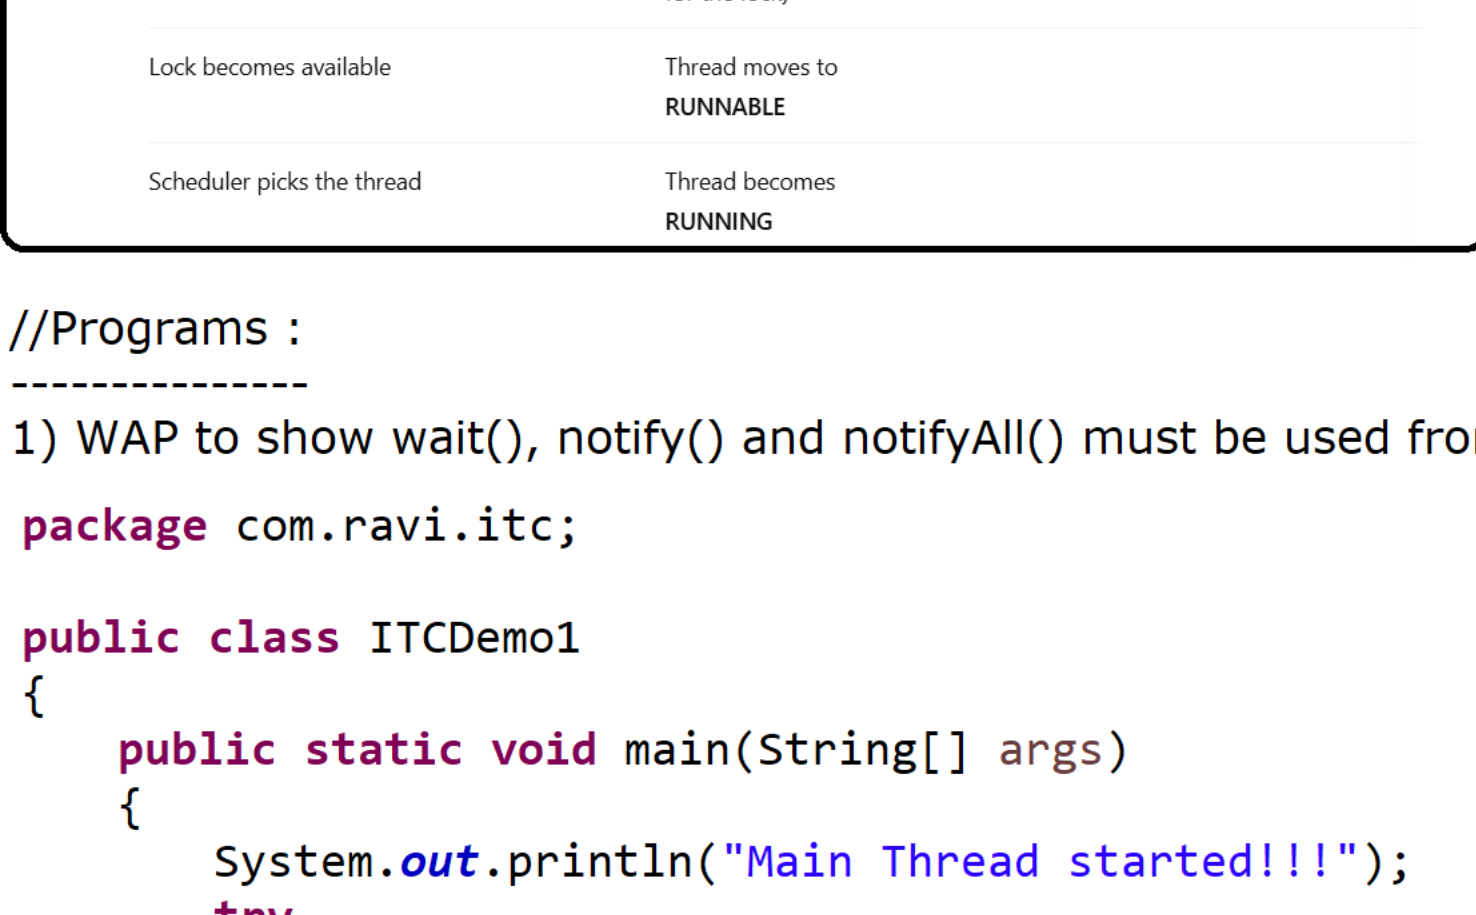 Lock becomes available
Thread moves to
RUNNABLE
Scheduler picks the thread
Thread becomes
RUNNING
//Programs :
---------------
1) WAP to show wait(), notify() and notifyAll() must be used
package com.ravi.itc;
public class ITCDemo1
{
public static void main(String[] args)
{
System.out.println("Main Thread started!!!");
try